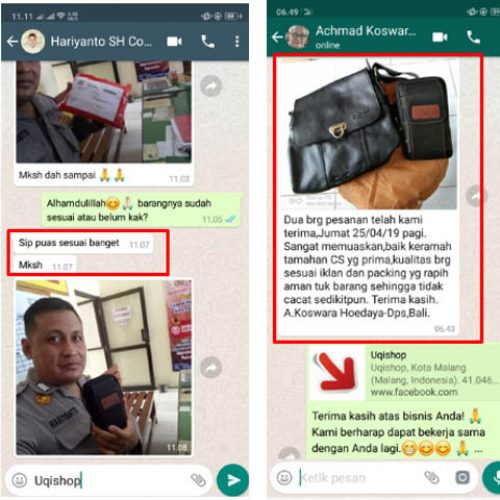 11.11
Hariyanto SH Co...
Mksh dah sampai
11.03
Alhamdulillah barangnya sudah
sesuai atau belum kak?
11.05
Sip puas sesuai banget
11.07
Mksh
11.07
HARIYANTO
11.08
Uqishop
06.49
Achmad Koswar...
online
Dua brg pesanan telah kami
terima,Jumat 25/04/19 pagi.
Sangat memuaskan,baik keramah
tamahan CS yg prima,kualitas brg
sesuai iklan dan packing yg rapih
aman tuk barang sehingga tidak
cacat sedikitpun. Terima kasih.
A.Koswara Hoedaya-Dps,Bali.
06.43
Uqishop
Uqishop, Kota Malang
(Malang, Indonesia). 41.046...
www.facebook.com
Terima kasih atas bisnis Anda!
Kami berharap dapat bekerja sama
dengan Anda lagi. ...
Ketik pesan